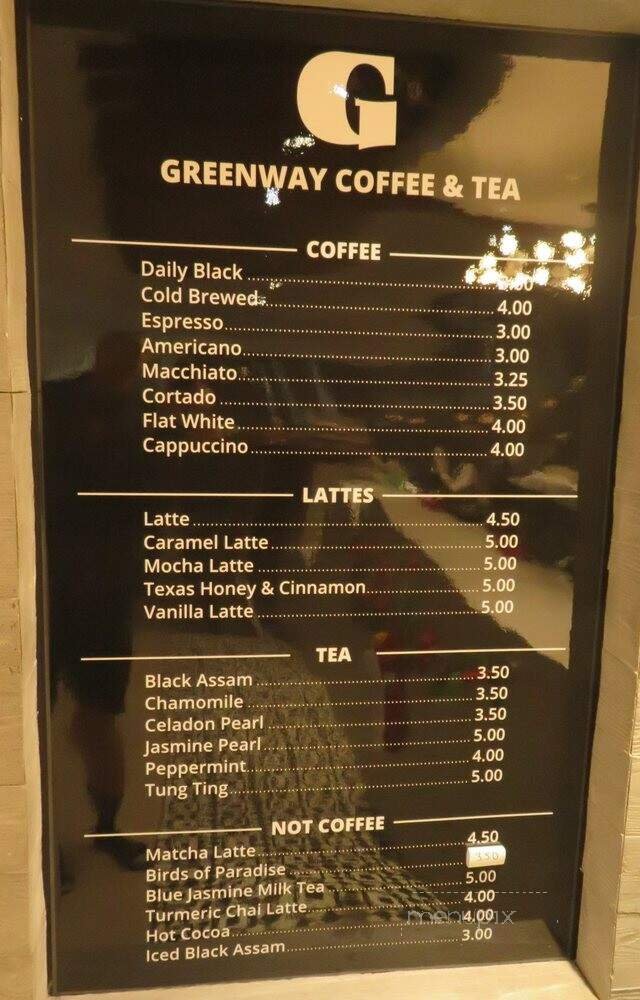 G
GREENWAY COFFEE & TEA
COFFEE
Daily Black
Cold Brewed 4.00
Espresso 3.00
Americano 3.00
Macchiato 3.25
Cortado 3.50
Flat White 4.00
Cappuccino 4.00
LATTES
Latte 4.50
Caramel Latte 5.00
Mocha Latte 5.00
Texas Honey & Cinnamon 5.00
Vanilla Latte 5.00
TEA
Black Assam 3.50
Chamomile 3.50
Celadon Pearl 3.50
Jasmine Pearl 5.00
Peppermint 4.00
Tung Ting 5.00
NOT COFFEE
Matcha Latte 4.50
Birds of Paradise 350
Blue Jasmine Milk Tea 5.00
Turmeric Chai Latte 4.00
Hot Cocoa 4.00
Iced Black Assam 3.00
menupix